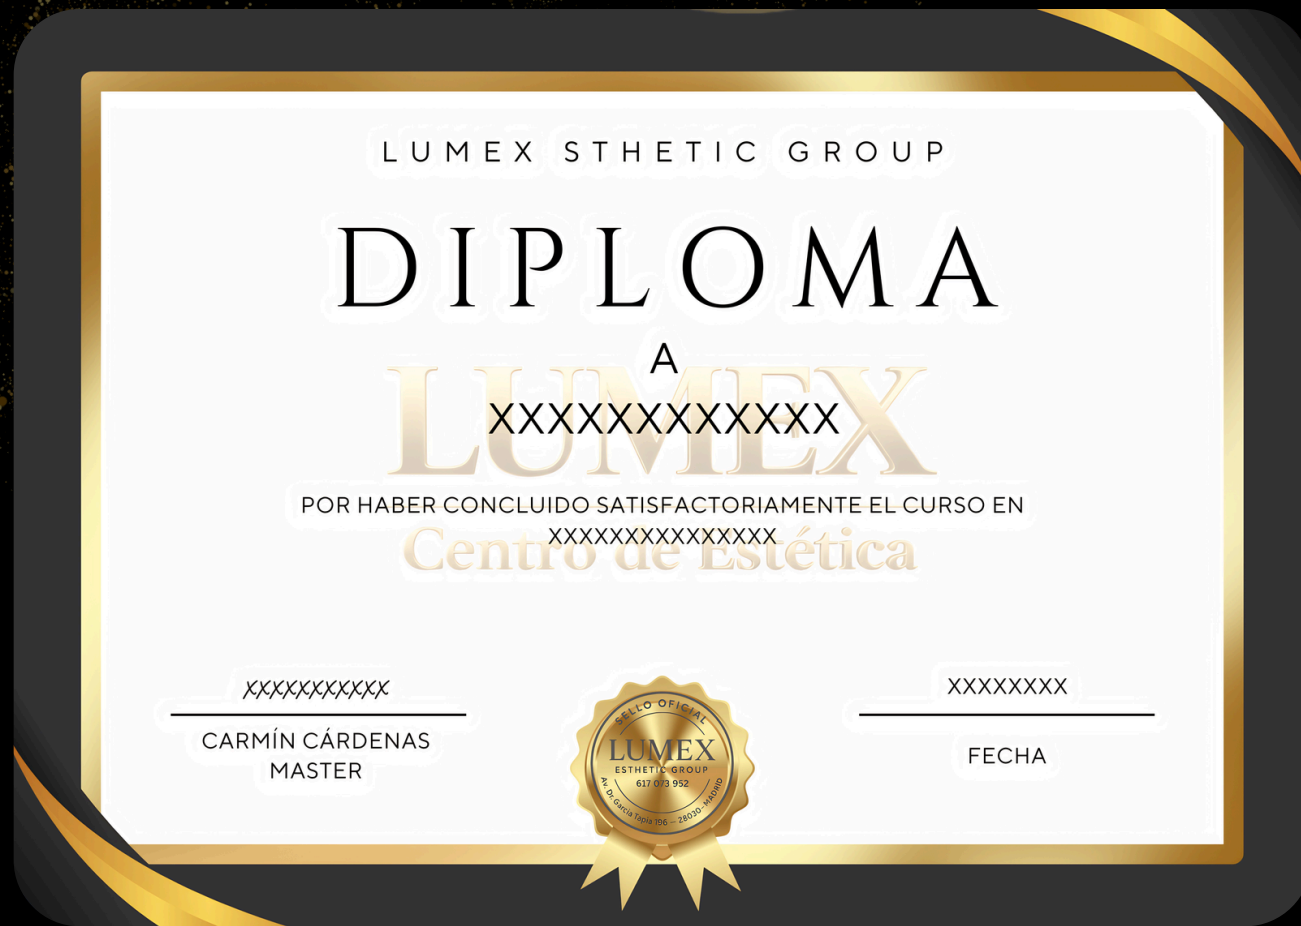 LUMEX STHETIC GROUP
DIPLOMA
A
XXXXXXXXXXXX
LUMEX
POR HABER CONCLUIDO SATISFACTORIAMENTE EL CURSO EN
XXXXXXXXXXXXXXX
Centro de Estética
XXXXXXXXXXX
CARMÍN CÁRDENAS
MASTER
SELLO OFICIAL
LUMEX
ESTHETIC GROUP
617 073 952
Av. Dr. García Tapia 196 – 28030–MADRID
XXXXXXXX
FECHA